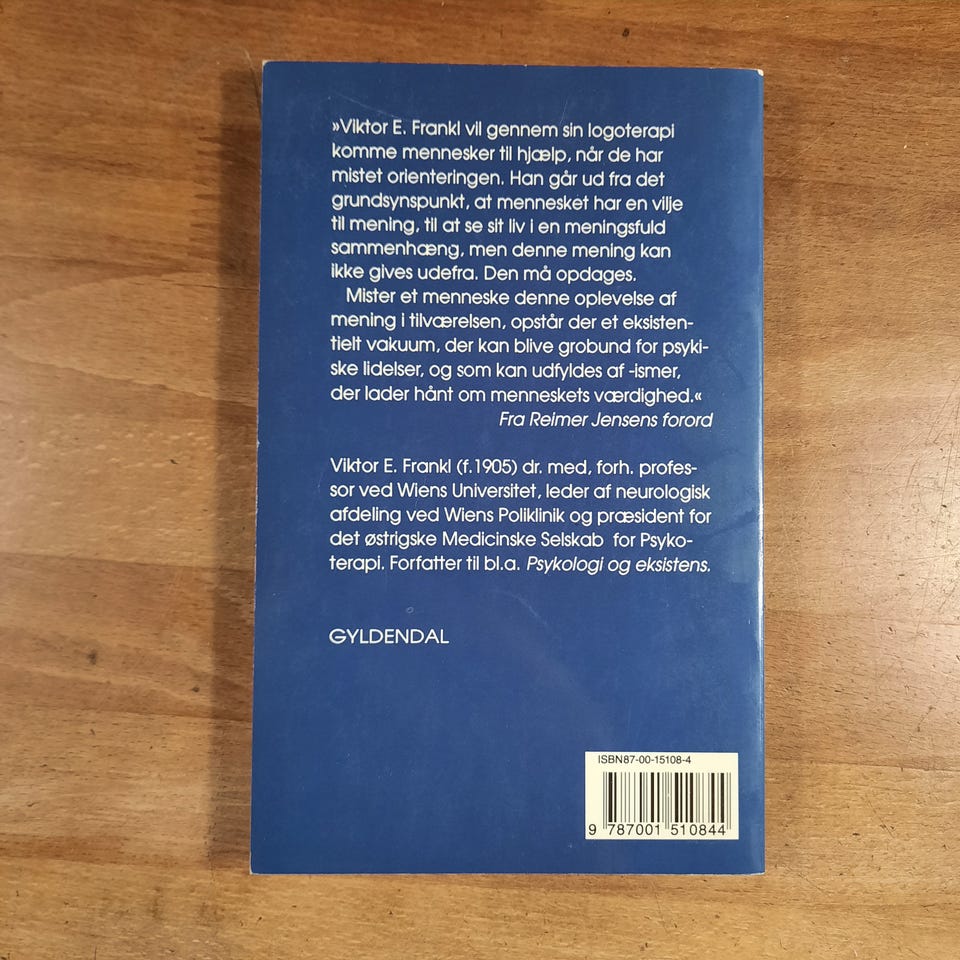 »Viktor E. Frankl vil gennem sin logoterapi
komme mennesker til hjælp, når de har
mistet orienteringen. Han går ud fra det
grundsynspunkt, at mennesket har en vilje
til mening, til at se sit liv i en meningsfuld
sammenhæng, men denne mening kan
ikke gives udefra. Den må opdages.
Mister et menneske denne oplevelse af
mening i tilværelsen, opstår der et eksisten-
tielt vakuum, der kan blive grobund for psyki-
ske lidelser, og som kan udfyldes af -ismer,
der lader hånt om menneskets værdighed.«
Fra Reimer Jensens forord
Viktor E. Frankl (f.1905) dr. med, forh. profes-
sor ved Wiens Universitet, leder af neurologisk
afdeling ved Wiens Poliklinik og præsident for
det østrigske Medicinske Selskab for Psyko-
terapi. Forfatter til bl.a. Psykologi og eksistens.
GYLDENDAL
ISBN87-00-15108-4
9 787001 510844